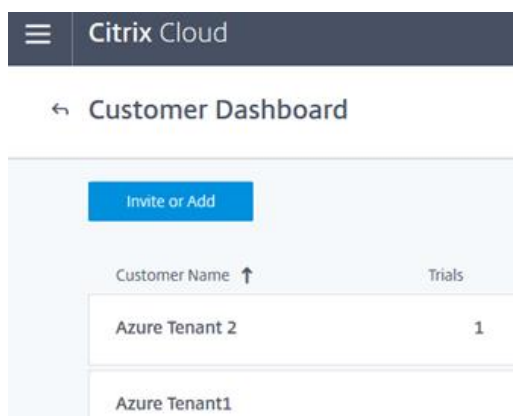 Citrix Cloud
Customer Dashboard
Invite or Add
Customer Name ↑ Trials
Azure Tenant 2 1
Azure Tenant1